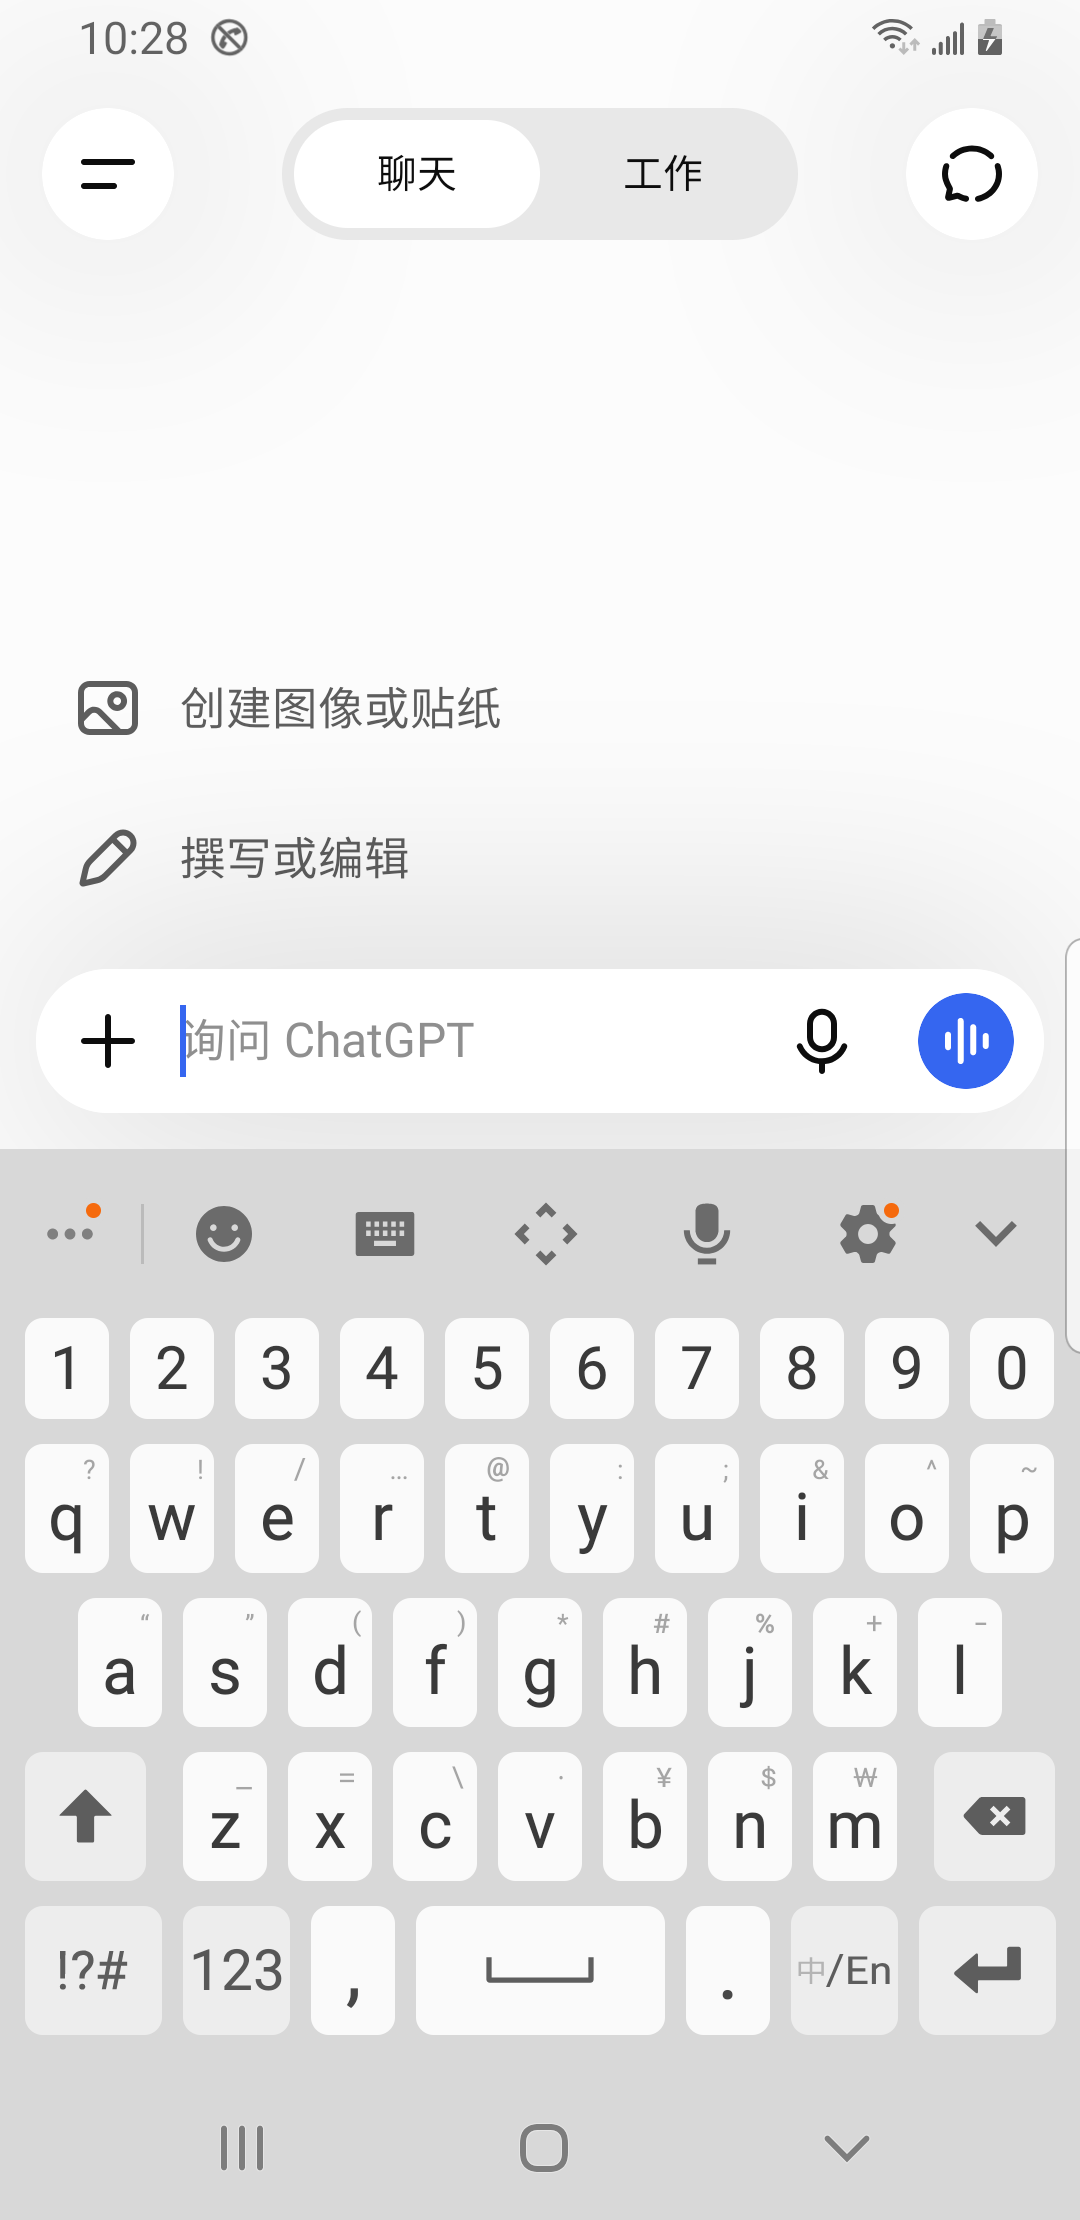 10:28
聊天 工作
创建图像或贴纸
撰写或编辑
询问 ChatGPT
1 2 3 4 5 6 7 8 9 0
? ! / ... @ : ; & ^ ~
q w e r t y u i o p
“ ” ( ) * # % + −
a s d f g h j k l
_ = \ · ¥ $ ₩
z x c v b n m
!?# 123 , . 中/En